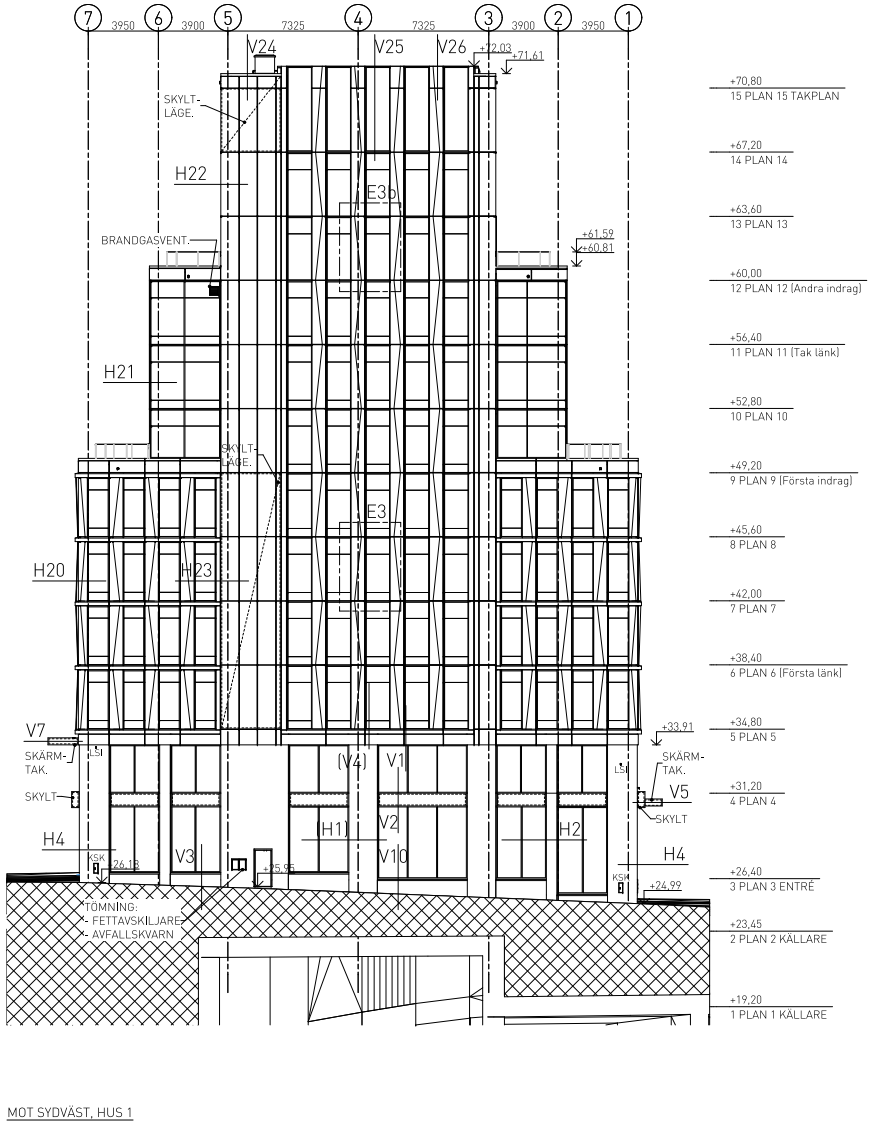 7 6 5 4 3 2 1
3950 3900 7325 7325 3900 3950
V24 V25 V26
+72,03
+71,61
+70,80
15 PLAN 15 TAKPLAN
SKYLT-
LÄGE.
+67,20
14 PLAN 14
H22
E3b
+63,60
13 PLAN 13
BRANDGASVENT.
+61,59
+60,81
+60,00
12 PLAN 12 (Andra indrag)
+56,40
11 PLAN 11 (Tak länk)
H21
+52,80
10 PLAN 10
SKYLT-
LÄGE.
+49,20
9 PLAN 9 (Första indrag)
E3
+45,60
8 PLAN 8
H20 H23
+42,00
7 PLAN 7
+38,40
6 PLAN 6 (Första länk)
+34,80
5 PLAN 5
V7
+33,91
LSI
SKÄRM-
TAK.
(V4) V1
LSI
SKÄRM-
TAK.
+31,20
4 PLAN 4
SKYLT
V5
SKYLT
(H1) V2 H2
H4 V3 V10 H4
KSK
+26,18
+25,95
KSK
+24,99
+26,40
3 PLAN 3 ENTRÉ
TÖMNING:
- FETTAVSKILJARE
- AVFALLSKVARN
+23,45
2 PLAN 2 KÄLLARE
+19,20
1 PLAN 1 KÄLLARE
MOT SYDVÄST, HUS 1